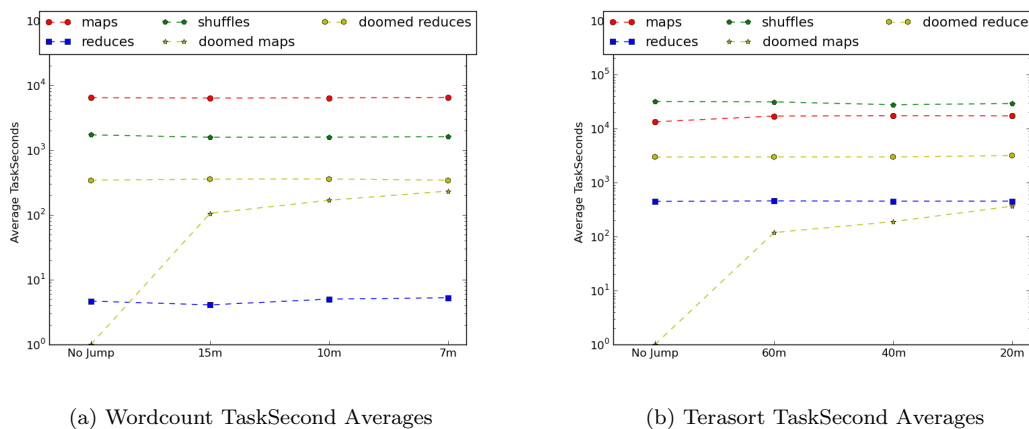 maps shuffles doomed reduces
reduces doomed maps
Average TaskSeconds
10^4
10^3
10^2
10^1
10^0
No Jump 15m 10m 7m
(a) Wordcount TaskSecond Averages
maps shuffles doomed reduces
reduces doomed maps
Average TaskSeconds
10^5
10^4
10^3
10^2
10^1
10^0
No Jump 60m 40m 20m
(b) Terasort TaskSecond Averages